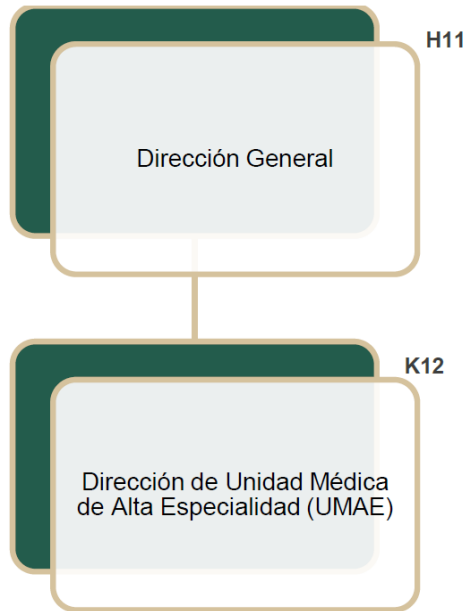 H11
Dirección General
K12
Dirección de Unidad Médica
de Alta Especialidad (UMAE)